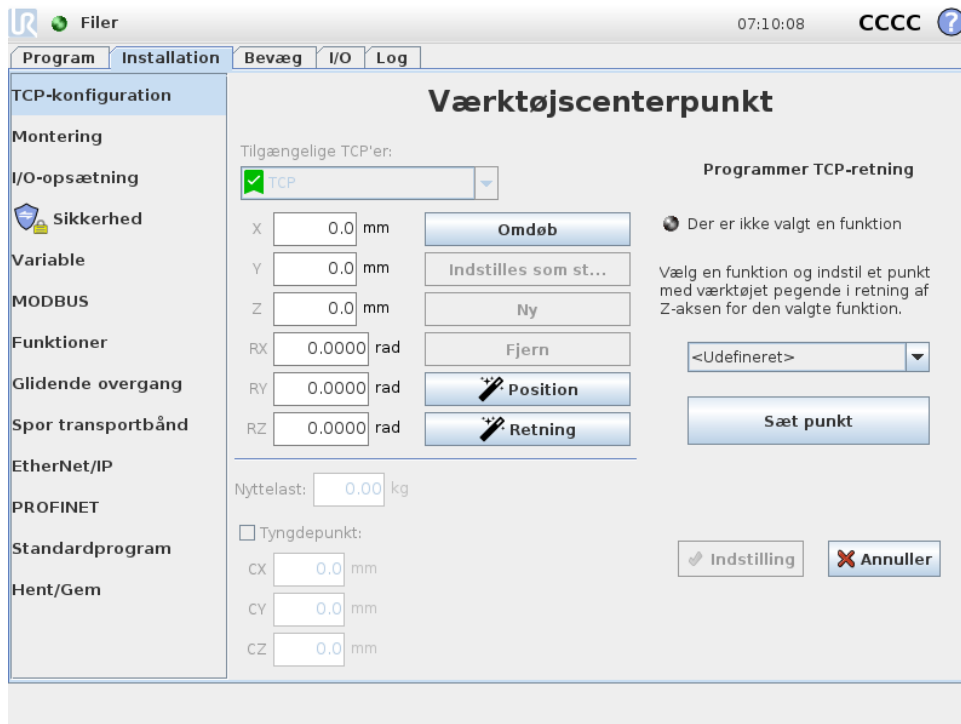 UR Filer 07:10:08 CCCC ?
Program Installation Bevæg I/O Log
TCP-konfiguration
Montering
I/O-opsætning
Sikkerhed
Variable
MODBUS
Funktioner
Glidende overgang
Spor transportbånd
EtherNet/IP
PROFINET
Standardprogram
Hent/Gem
Værktøjscenterpunkt
Tilgængelige TCP'er:
TCP
X 0.0 mm Omdøb
Y 0.0 mm Indstilles som st...
Z 0.0 mm Ny
RX 0.0000 rad Fjern
RY 0.0000 rad Position
RZ 0.0000 rad Retning
Nyttelast: 0.00 kg
Tyngdepunkt:
CX 0.0 mm
CY 0.0 mm
CZ 0.0 mm
Programmer TCP-retning
Der er ikke valgt en funktion
Vælg en funktion og indstil et punkt
med værktøjet pegende i retning af
Z-aksen for den valgte funktion.
<Udefineret>
Sæt punkt
Indstilling Annuller